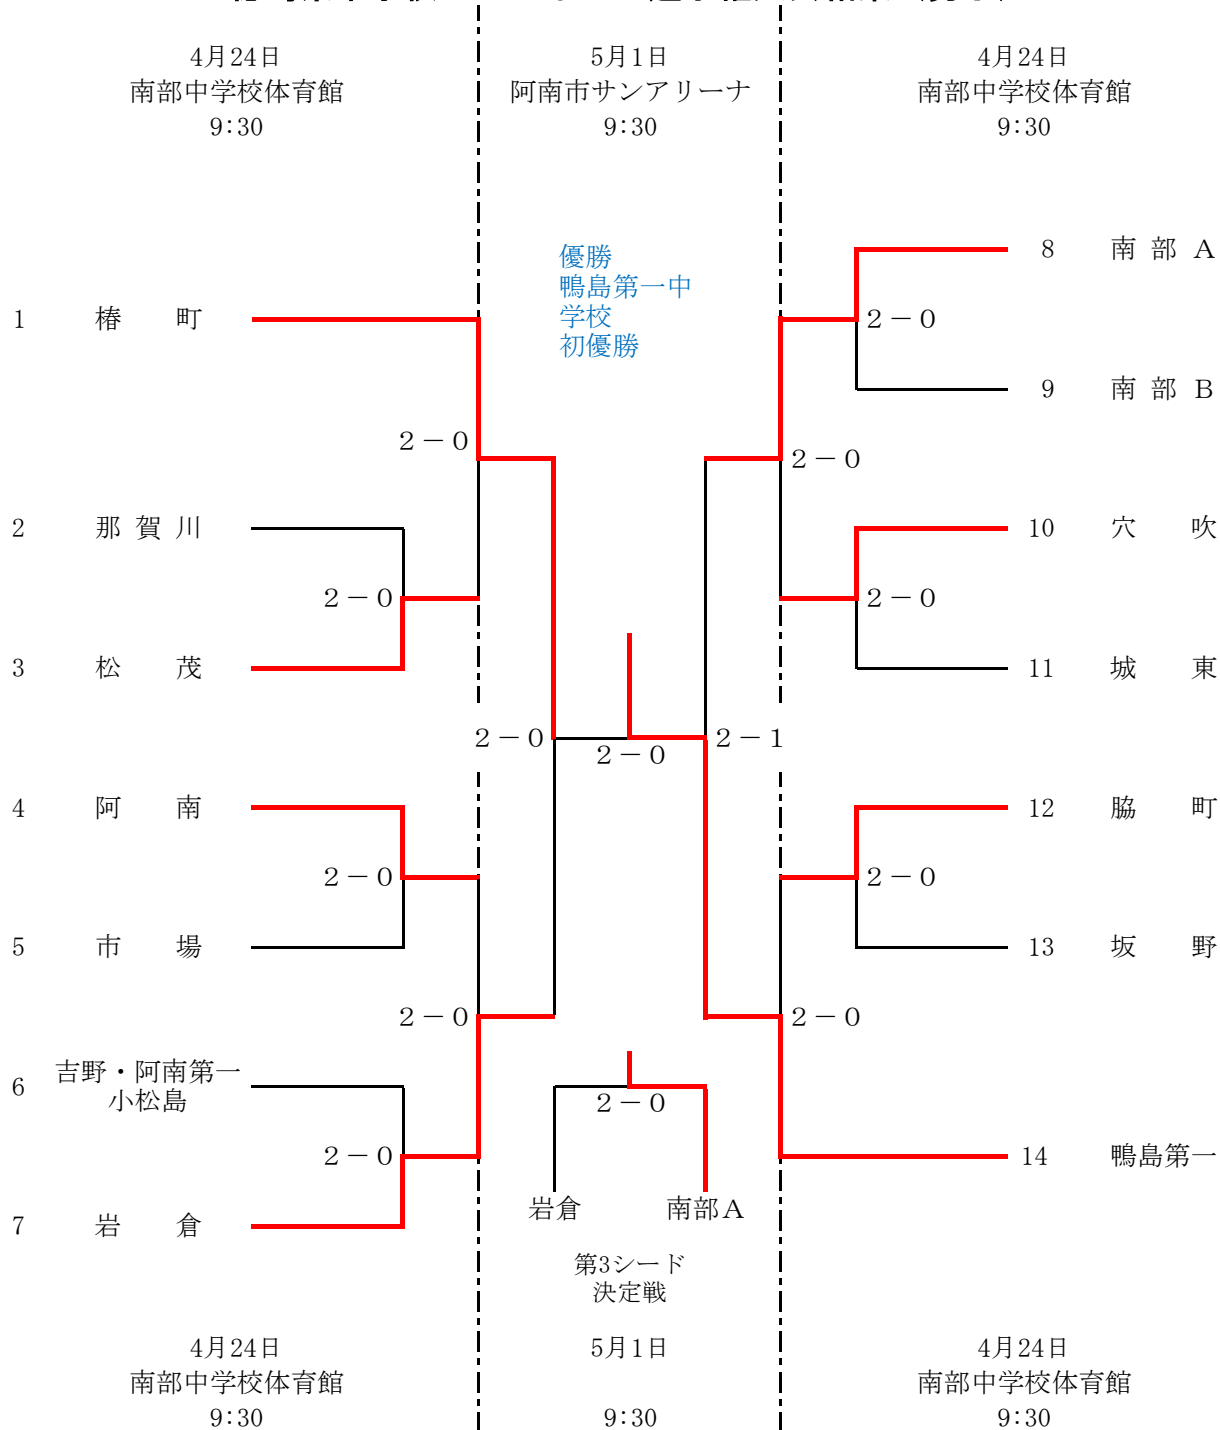 4月24日
南部中学校体育館
9:30
5月1日
阿南市サンアリーナ
9:30
4月24日
南部中学校体育館
9:30
優勝
鴨島第一中
学校
初優勝
1 椿 町
2 那 賀 川
3 松 茂
4 阿 南
5 市 場
6 吉野・阿南第一
小松島
7 岩 倉
8 南 部 A
9 南 部 B
10 穴 吹
11 城 東
12 脇 町
13 坂 野
14 鴨島第一
2-0
2-0
2-0
2-0
2-0
2-0
2-0
2-1
2-0
2-0
2-0
2-0
2-0
2-0
岩倉 南部A
第3シード
決定戦
4月24日
南部中学校体育館
9:30
5月1日
9:30
4月24日
南部中学校体育館
9:30